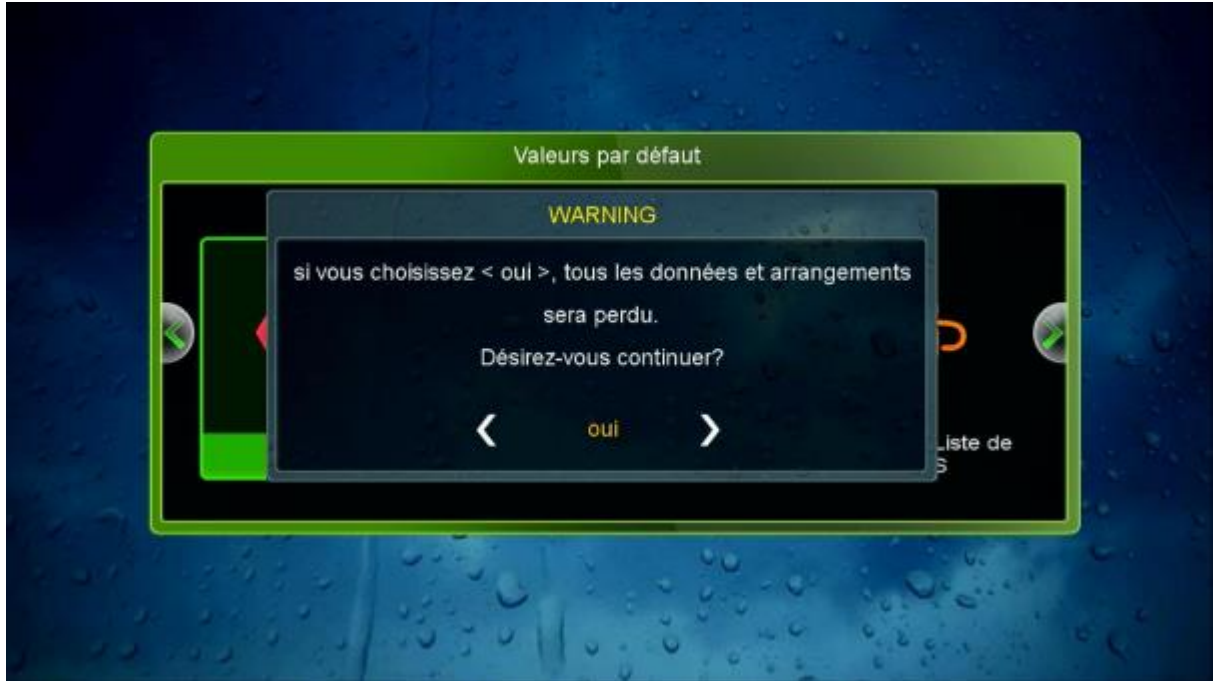 Valeurs par défaut
WARNING
si vous choisissez < oui >, tous les données et arrangements
sera perdu.
Désirez-vous continuer?
oui
Liste de
S